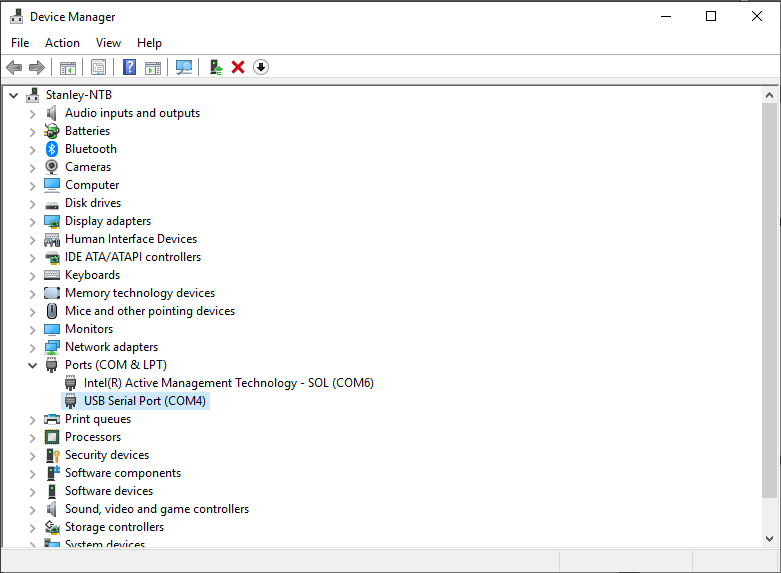 Device Manager
File Action View Help
Stanley-NTB
Audio inputs and outputs
Batteries
Bluetooth
Cameras
Computer
Disk drives
Display adapters
Human Interface Devices
IDE ATA/ATAPI controllers
Keyboards
Memory technology devices
Mice and other pointing devices
Monitors
Network adapters
Ports (COM & LPT)
Intel(R) Active Management Technology - SOL (COM6)
USB Serial Port (COM4)
Print queues
Processors
Security devices
Software components
Software devices
Sound, video and game controllers
Storage controllers
System devices